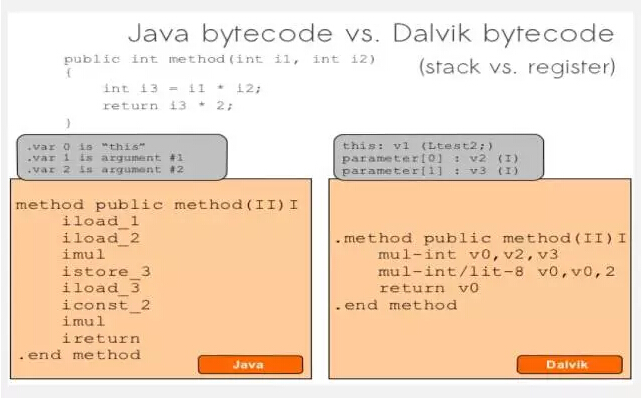 Java bytecode vs. Dalvik bytecode
(stack vs. register)
public int method(int i1, int i2)
{
int i3 = i1 * i2;
return i3 * 2;
}
.var 0 is "this"
.var 1 is argument #1
.var 2 is argument #2
method public method(II)I
iload_1
iload_2
imul
istore_3
iload_3
iconst_2
imul
ireturn
.end method
Java
this: v1 (Ltest2;)
parameter[0] : v2 (I)
parameter[1] : v3 (I)
.method public method(II)I
mul-int v0,v2,v3
mul-int/lit-8 v0,v0,2
return v0
.end method
Dalvik